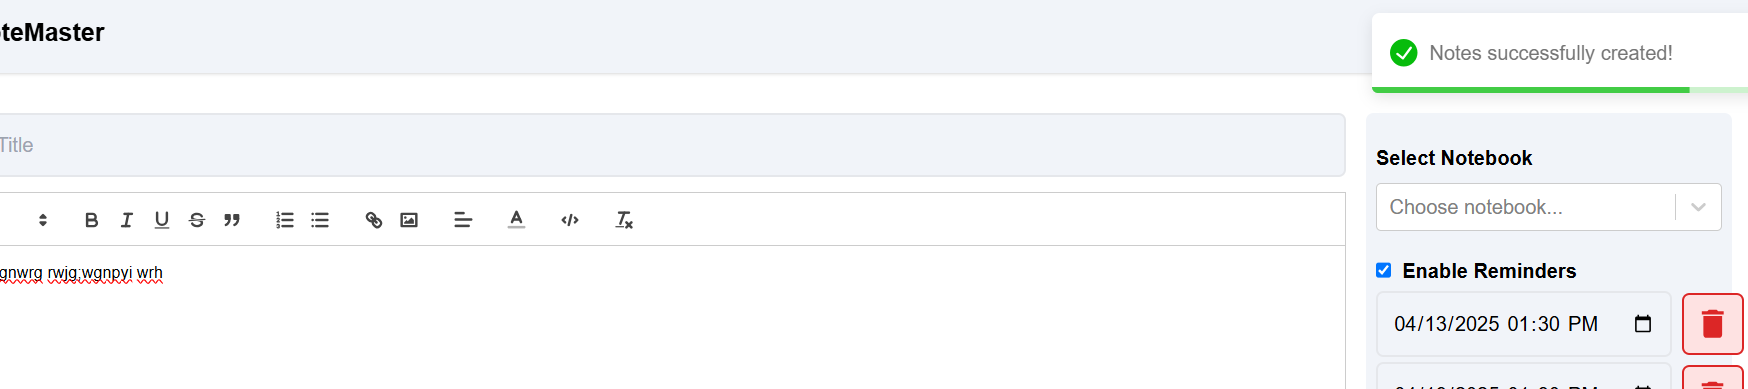 teMaster
Notes successfully created!
Title
Select Notebook
B I U S
Choose notebook...
gnwrg rwjg;wgnpyi wrh
Enable Reminders
04/13/2025 01:30 PM